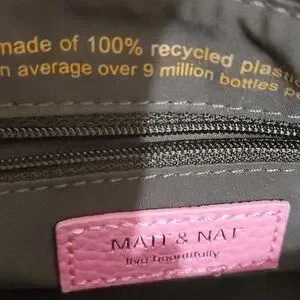 made of 100% recycled plastic
n average over 9 million bottles p
MATT & NAT
live beautifully